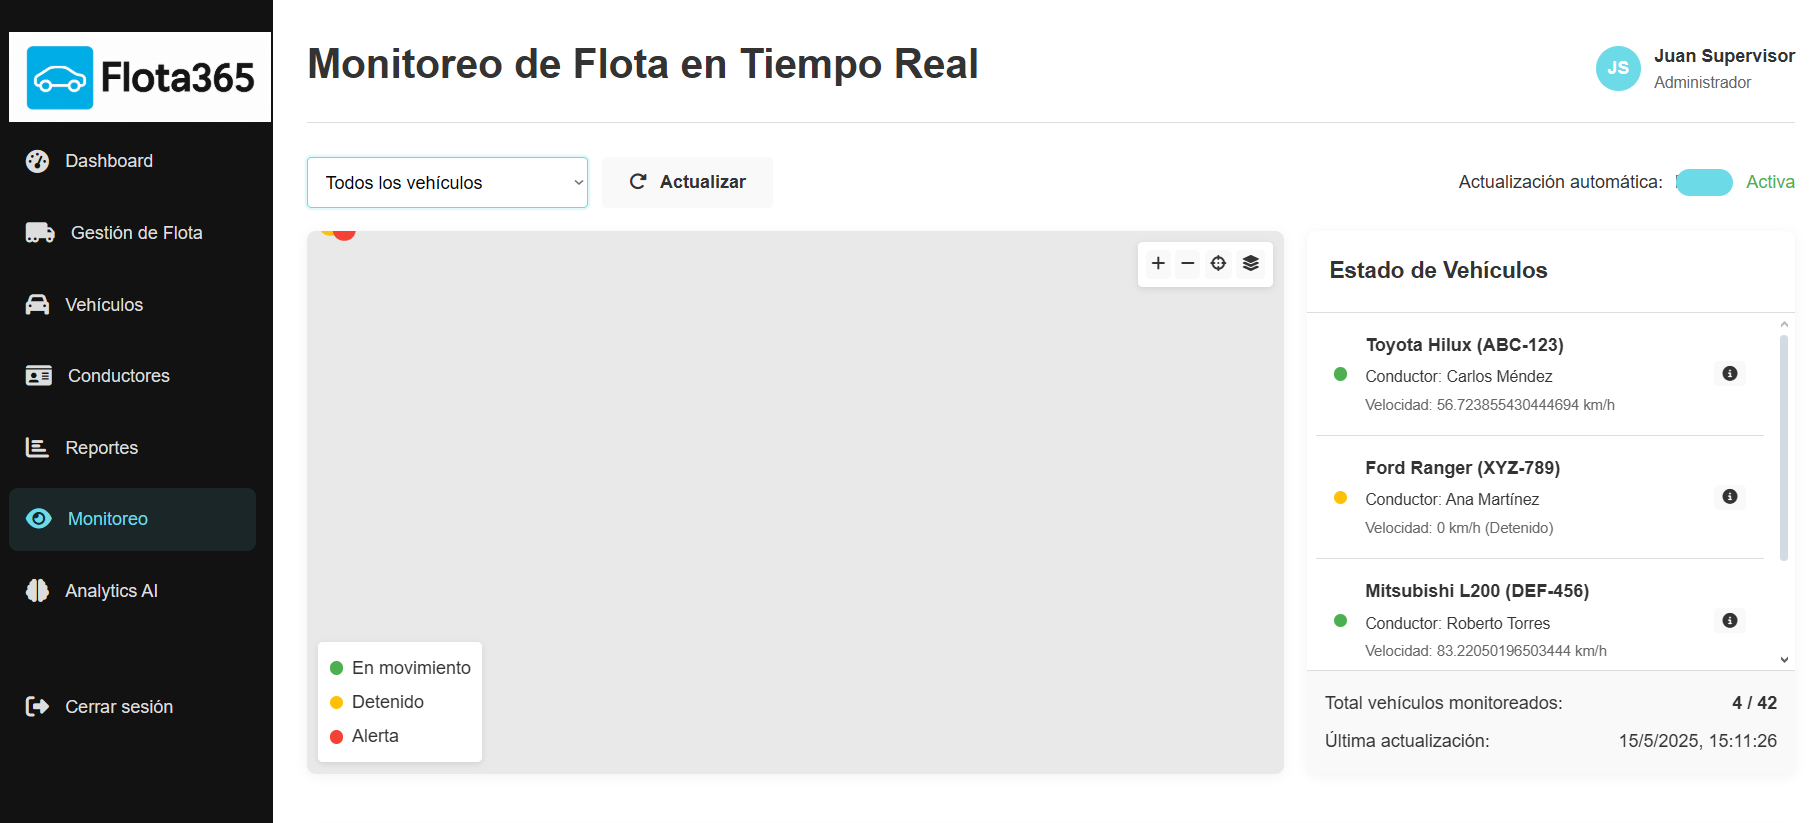 Flota365
Dashboard
Gestión de Flota
Vehículos
Conductores
Reportes
Monitoreo
Analytics AI
Cerrar sesión
Monitoreo de Flota en Tiempo Real
JS
Juan Supervisor
Administrador
Todos los vehículos
Actualizar
Actualización automática:
Activa
En movimiento
Detenido
Alerta
Estado de Vehículos
Toyota Hilux (ABC-123)
Conductor: Carlos Méndez
Velocidad: 56.723855430444694 km/h
Ford Ranger (XYZ-789)
Conductor: Ana Martínez
Velocidad: 0 km/h (Detenido)
Mitsubishi L200 (DEF-456)
Conductor: Roberto Torres
Velocidad: 83.22050196503444 km/h
Total vehículos monitoreados: 4 / 42
Última actualización: 15/5/2025, 15:11:26